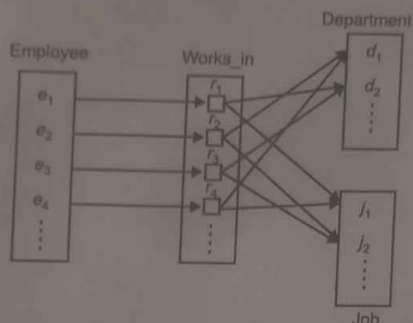 Employee
Works_in
Department
e1
e2
e3
e4
r1
r2
r3
r4
d1
d2
j1
j2
Job